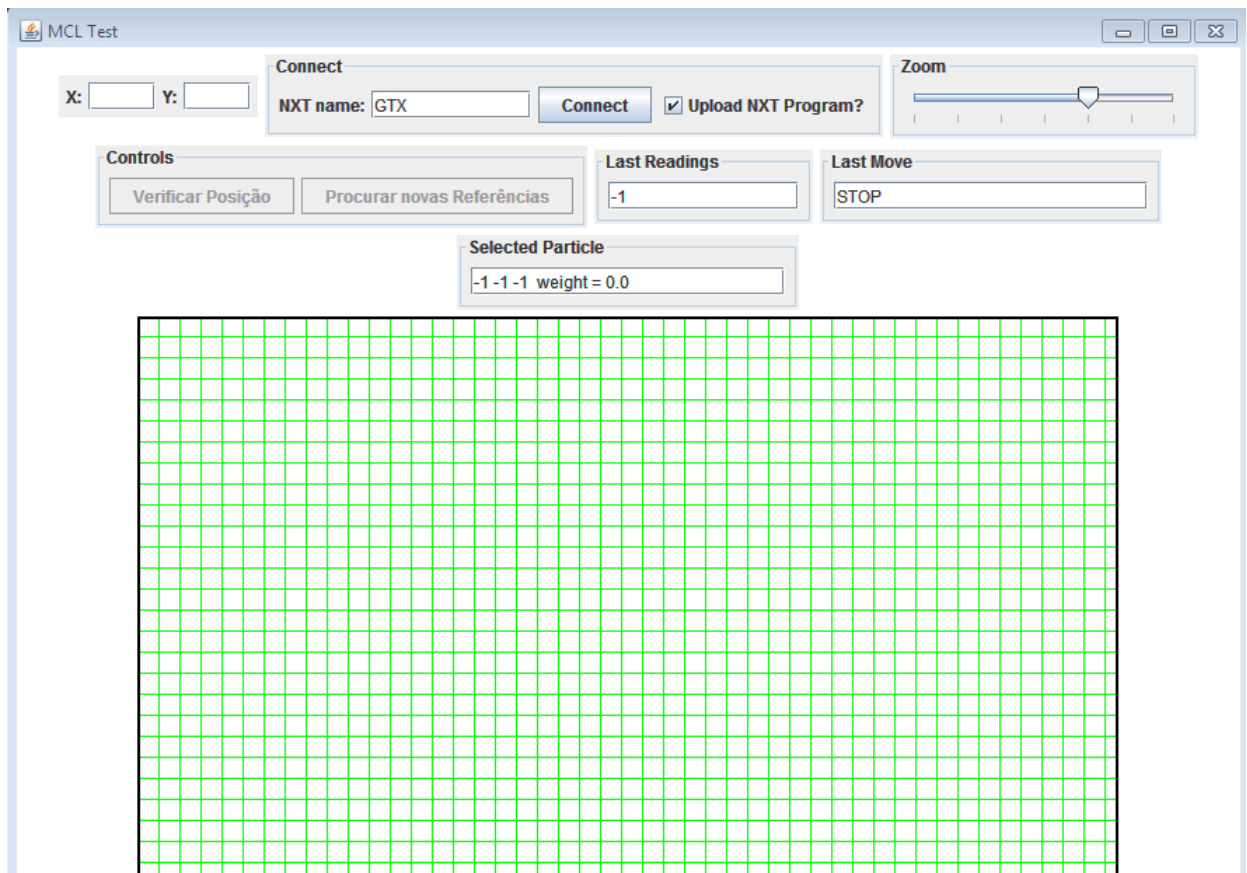 MCL Test
X: Y:
Connect
NXT name: GTX Connect Upload NXT Program?
Zoom
Controls
Verificar Posição Procurar novas Referências
Last Readings
-1
Last Move
STOP
Selected Particle
-1 -1 -1 weight = 0.0